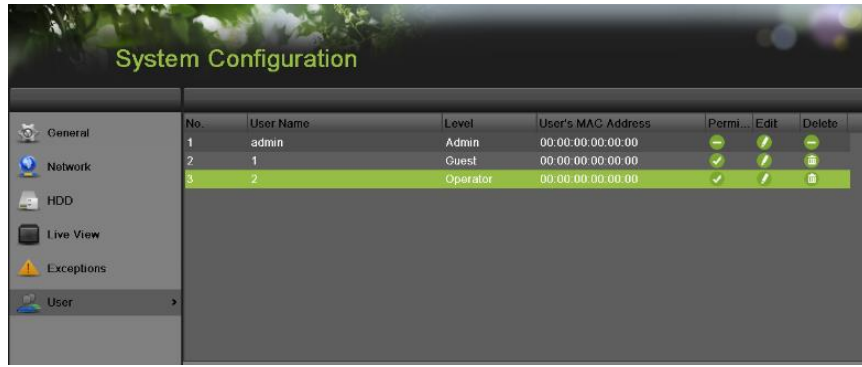 System Configuration
General
Network
HDD
Live View
Exceptions
User
No. User Name Level User's MAC Address Permi... Edit Delete
1 admin Admin 00:00:00:00:00:00
2 1 Guest 00:00:00:00:00:00
3 2 Operator 00:00:00:00:00:00